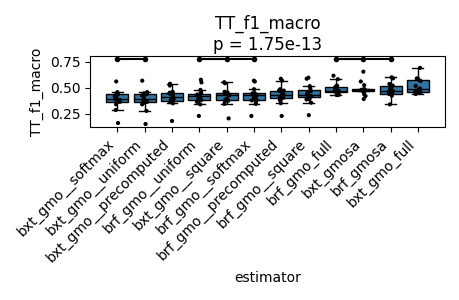 TT_f1_macro
p = 1.75e-13
TT_f1_macro
0.75
0.50
0.25
bxt_gmo__softmax
bxt_gmo__uniform
bxt_gmo__precomputed
brf_gmo__uniform
bxt_gmo__square
brf_gmo__softmax
brf_gmo__precomputed
brf_gmo__square
brf_gmo_full
bxt_gmosa
brf_gmosa
bxt_gmo_full
estimator